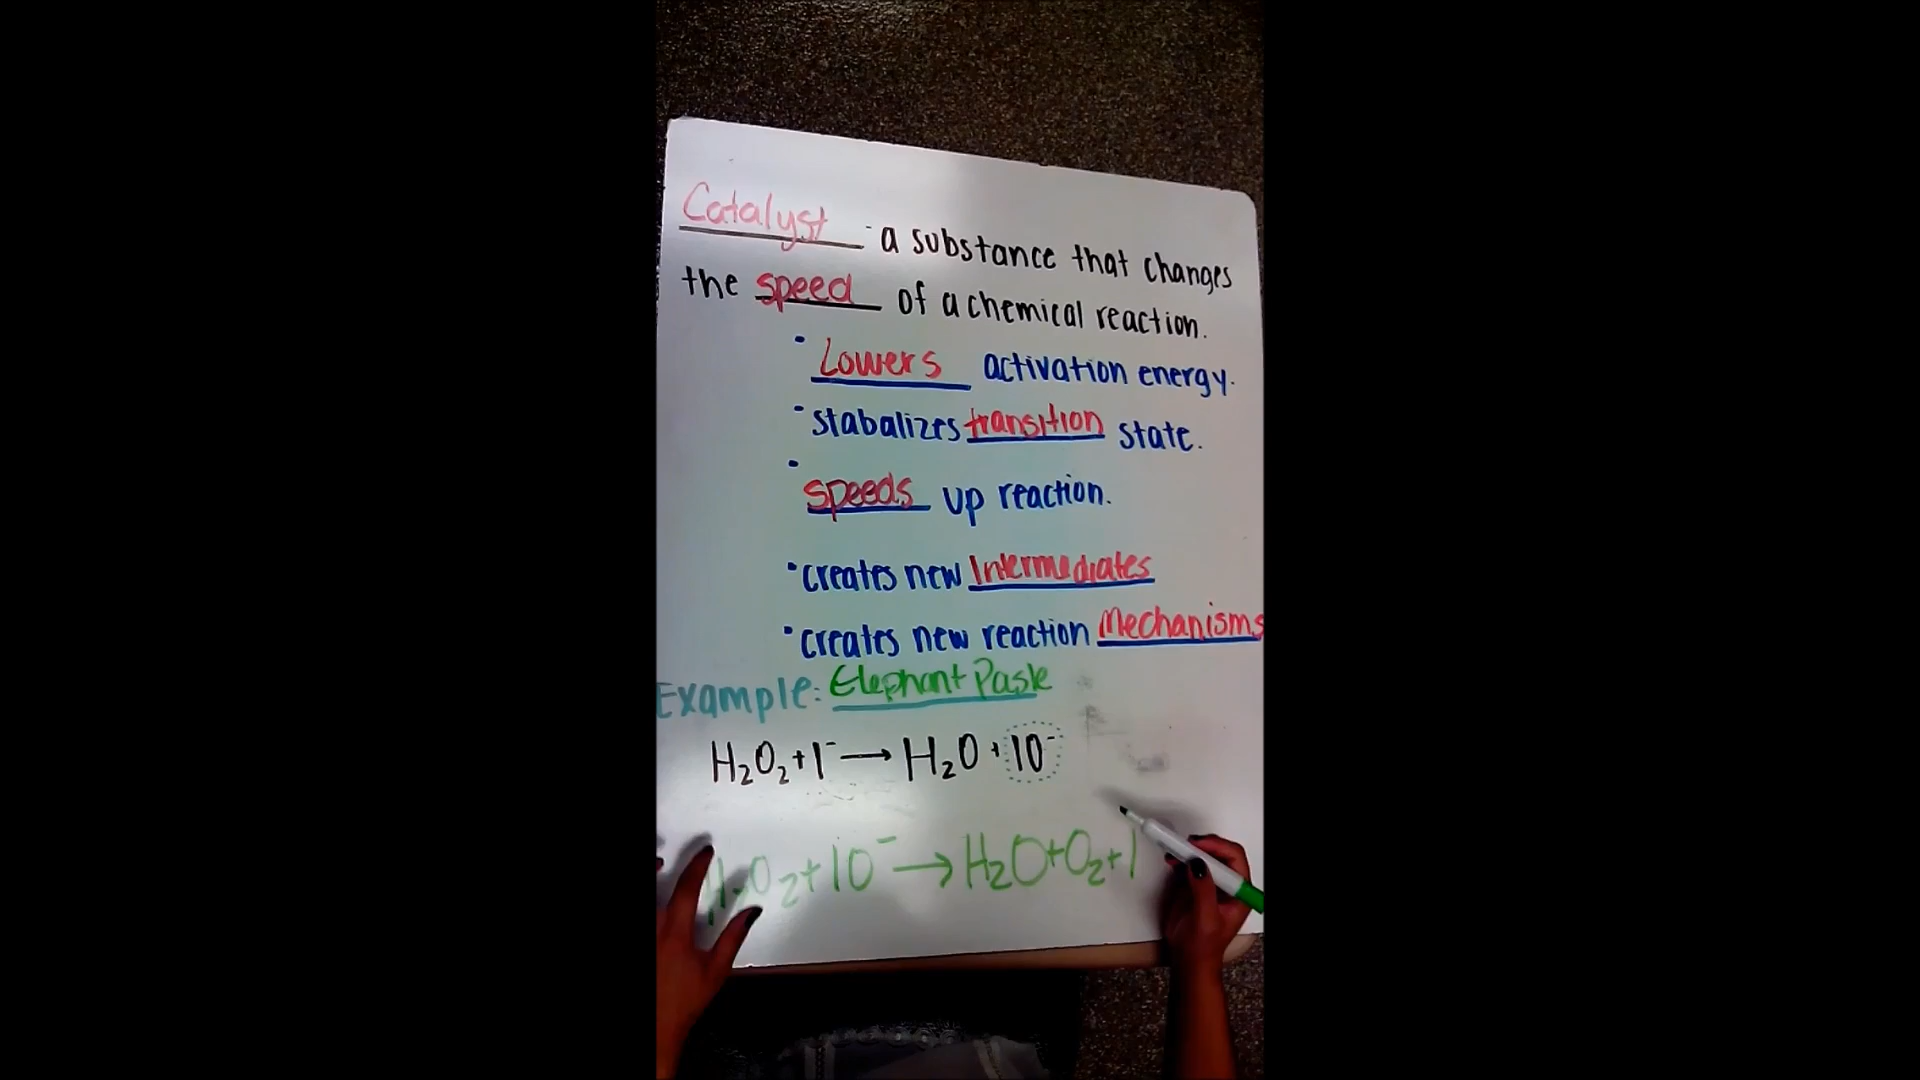 Catalyst - a substance that changes
the speed of a chemical reaction.
• Lowers activation energy.
• stabalizes transition state.
• speeds up reaction.
• creates new Intermediates
• creates new reaction Mechanisms
Example: Elephant Paste
H₂O₂ + I⁻ → H₂O + IO⁻
H₂O₂ + IO⁻ → H₂O + O₂ + I